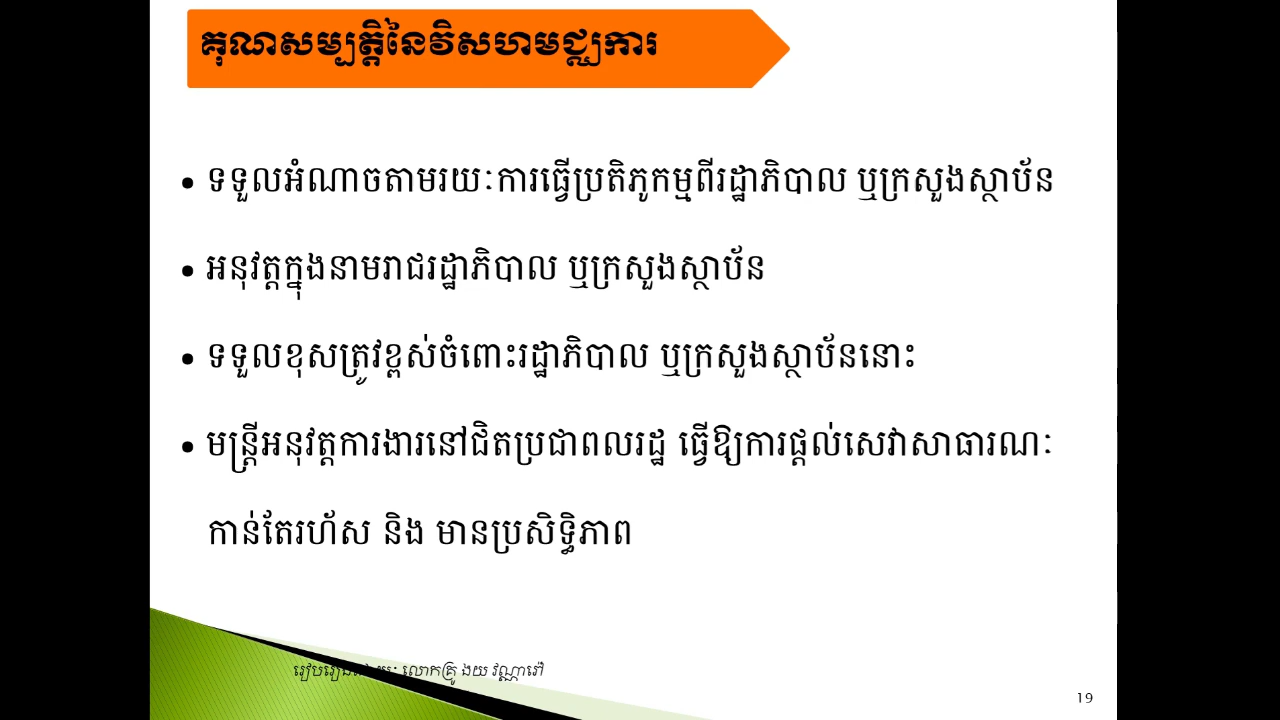 គុណសម្បត្តិនៃវិសហមជ្ឈការ
• ទទួលអំណាចតាមរយៈការធ្វើប្រតិភូកម្មពីរដ្ឋាភិបាល ឬក្រសួងស្ថាប័ន
• អនុវត្តក្នុងនាមរាជរដ្ឋាភិបាល ឬក្រសួងស្ថាប័ន
• ទទួលខុសត្រូវខ្ពស់ចំពោះរដ្ឋាភិបាល ឬក្រសួងស្ថាប័ននោះ
• មន្ត្រីអនុវត្តការងារនៅជិតប្រជាពលរដ្ឋ ធ្វើឱ្យការផ្តល់សេវាសាធារណៈ
កាន់តែរហ័ស និង មានប្រសិទ្ធិភាព
លោកគ្រូ ងយ វណ្ណារៅ
19